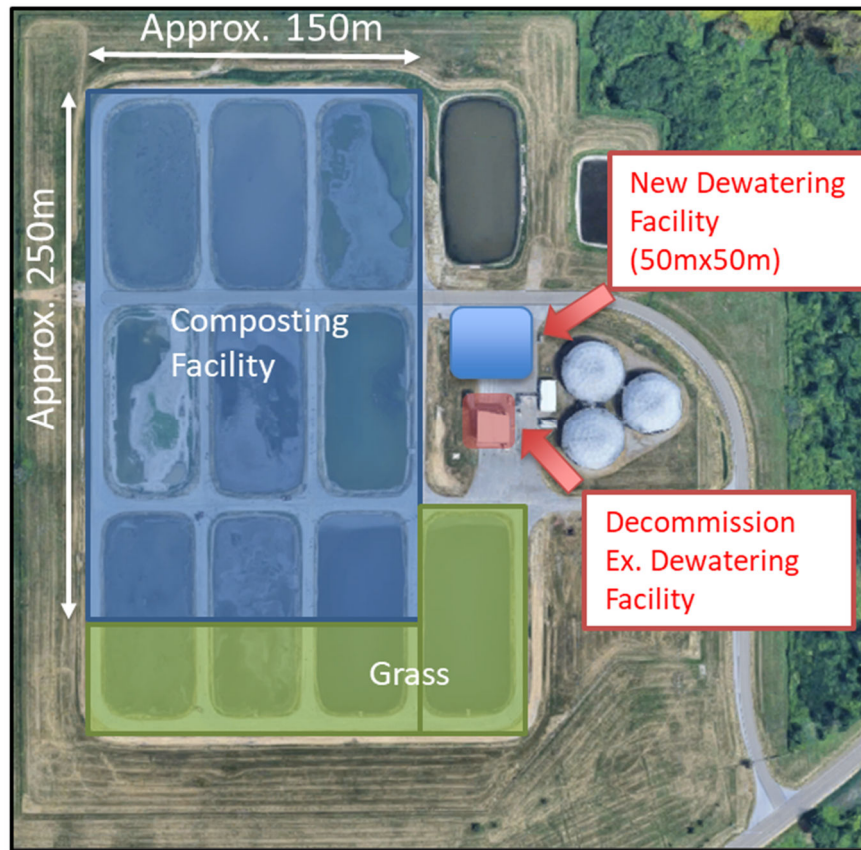 Approx. 150m
Approx. 250m
New Dewatering
Facility
(50mx50m)
Composting
Facility
Decommission
Ex. Dewatering
Facility
Grass